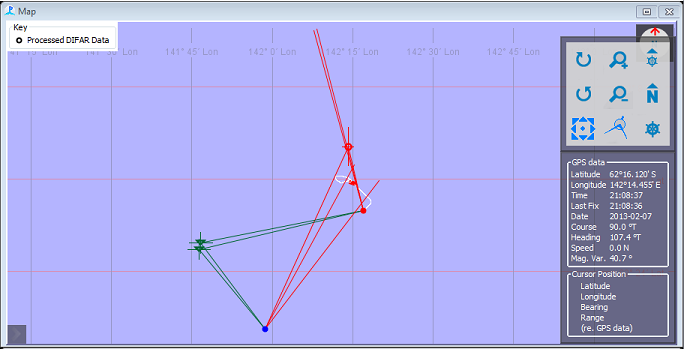 Map
Key
Processed DIFAR Data
141° 15' Lon
141° 30' Lon
141° 45' Lon
142° 0' Lon
142° 15' Lon
142° 30' Lon
142° 45' Lon
N
GPS data
Latitude 62°16.120' S
Longitude 142°14.455' E
Time 21:08:37
Last Fix 21:08:36
Date 2013-02-07
Course 90.0 °T
Heading 107.4 °T
Speed 0.0 N
Mag. Var. 40.7 °
Cursor Position
Latitude
Longitude
Bearing
Range
(re. GPS data)